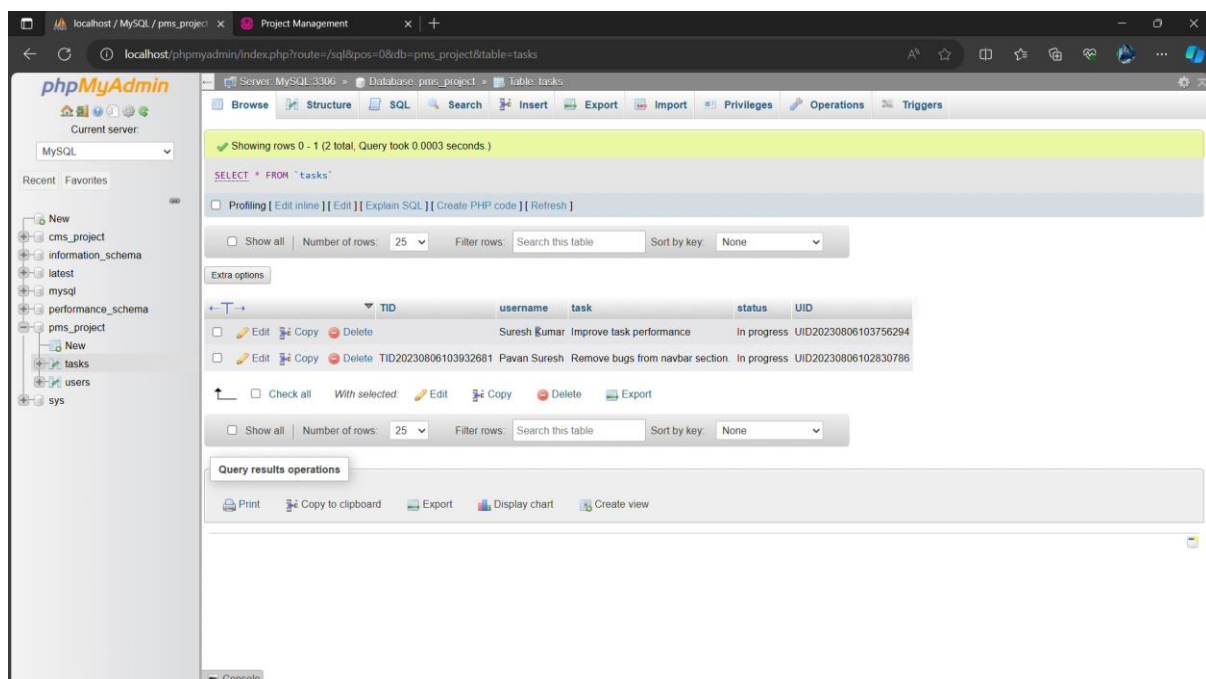 localhost / MySQL / pms_project
Project Management
localhost/phpmyadmin/index.php?route=/sql&pos=0&db=pms_project&table=tasks
phpMyAdmin
Current server:
MySQL
Recent Favorites
New
cms_project
information_schema
latest
mysql
performance_schema
pms_project
New
tasks
users
sys
Server: MySQL:3306 » Database: pms_project » Table: tasks
Browse Structure SQL Search Insert Export Import Privileges Operations Triggers
Showing rows 0 - 1 (2 total, Query took 0.0003 seconds.)
SELECT * FROM `tasks`
Profiling [ Edit inline ] [ Edit ] [ Explain SQL ] [ Create PHP code ] [ Refresh ]
Show all | Number of rows: 25 Filter rows: Search this table Sort by key: None
Extra options
←T→ TID username task status UID
Edit Copy Delete Suresh Kumar Improve task performance In progress UID20230806103756294
Edit Copy Delete TID20230806103932681 Pavan Suresh Remove bugs from navbar section. In progress UID20230806102830786
Check all With selected: Edit Copy Delete Export
Show all | Number of rows: 25 Filter rows: Search this table Sort by key: None
Query results operations
Print Copy to clipboard Export Display chart Create view
Console